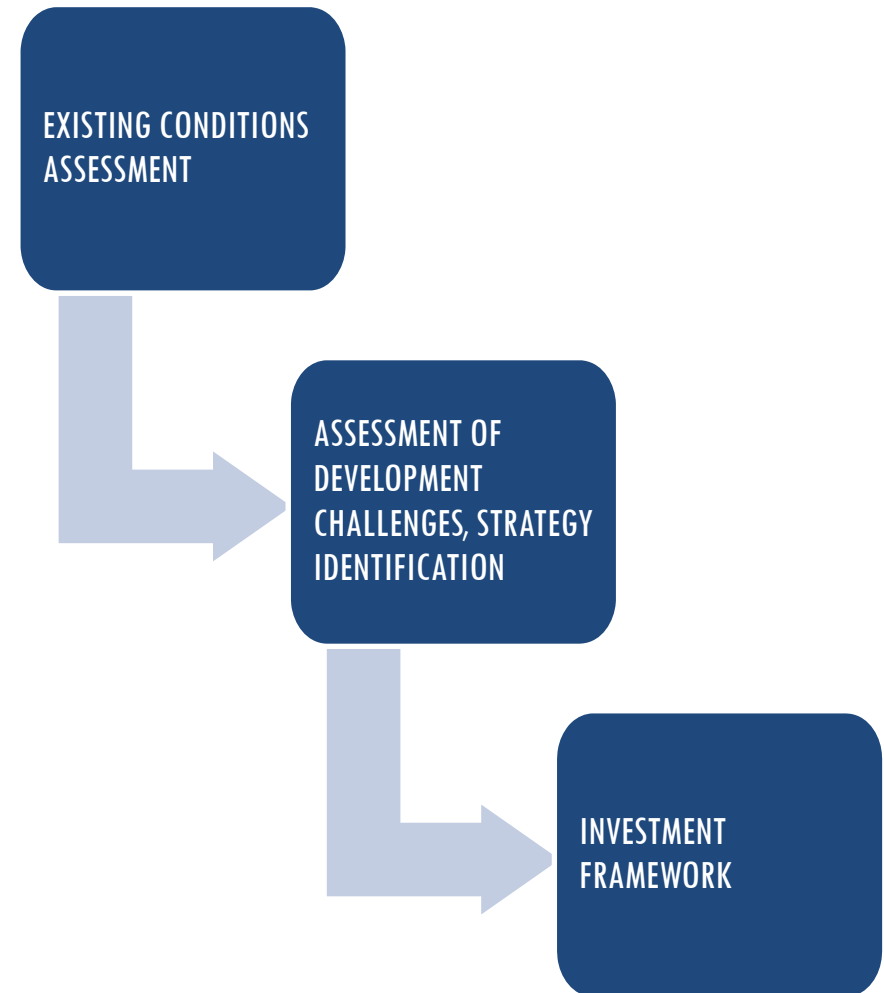 EXISTING CONDITIONS
ASSESSMENT
ASSESSMENT OF
DEVELOPMENT
CHALLENGES, STRATEGY
IDENTIFICATION
INVESTMENT
FRAMEWORK